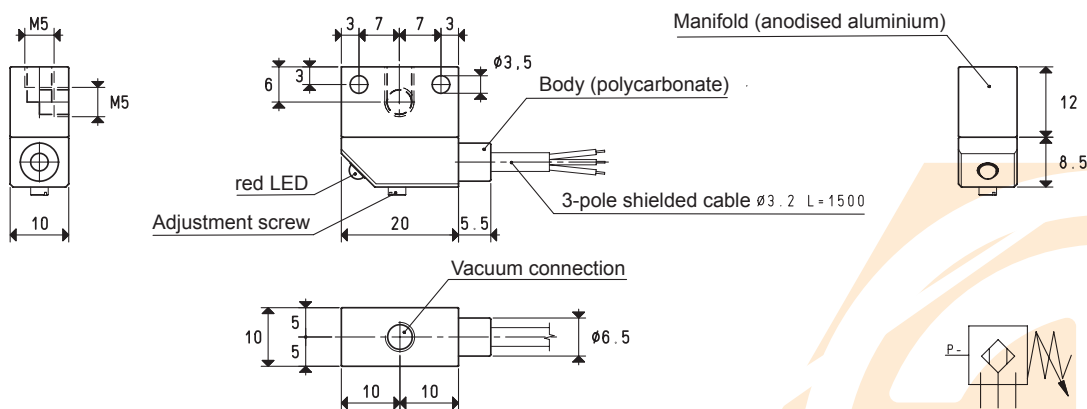 M5
M5
10
3
7
7
3
3
6
Ø3,5
Body (polycarbonate)
Manifold (anodised aluminium)
12
8.5
red LED
Adjustment screw
3-pole shielded cable Ø3.2 L=1500
20
5.5
Vacuum connection
10
5
5
Ø6.5
10
10
P-